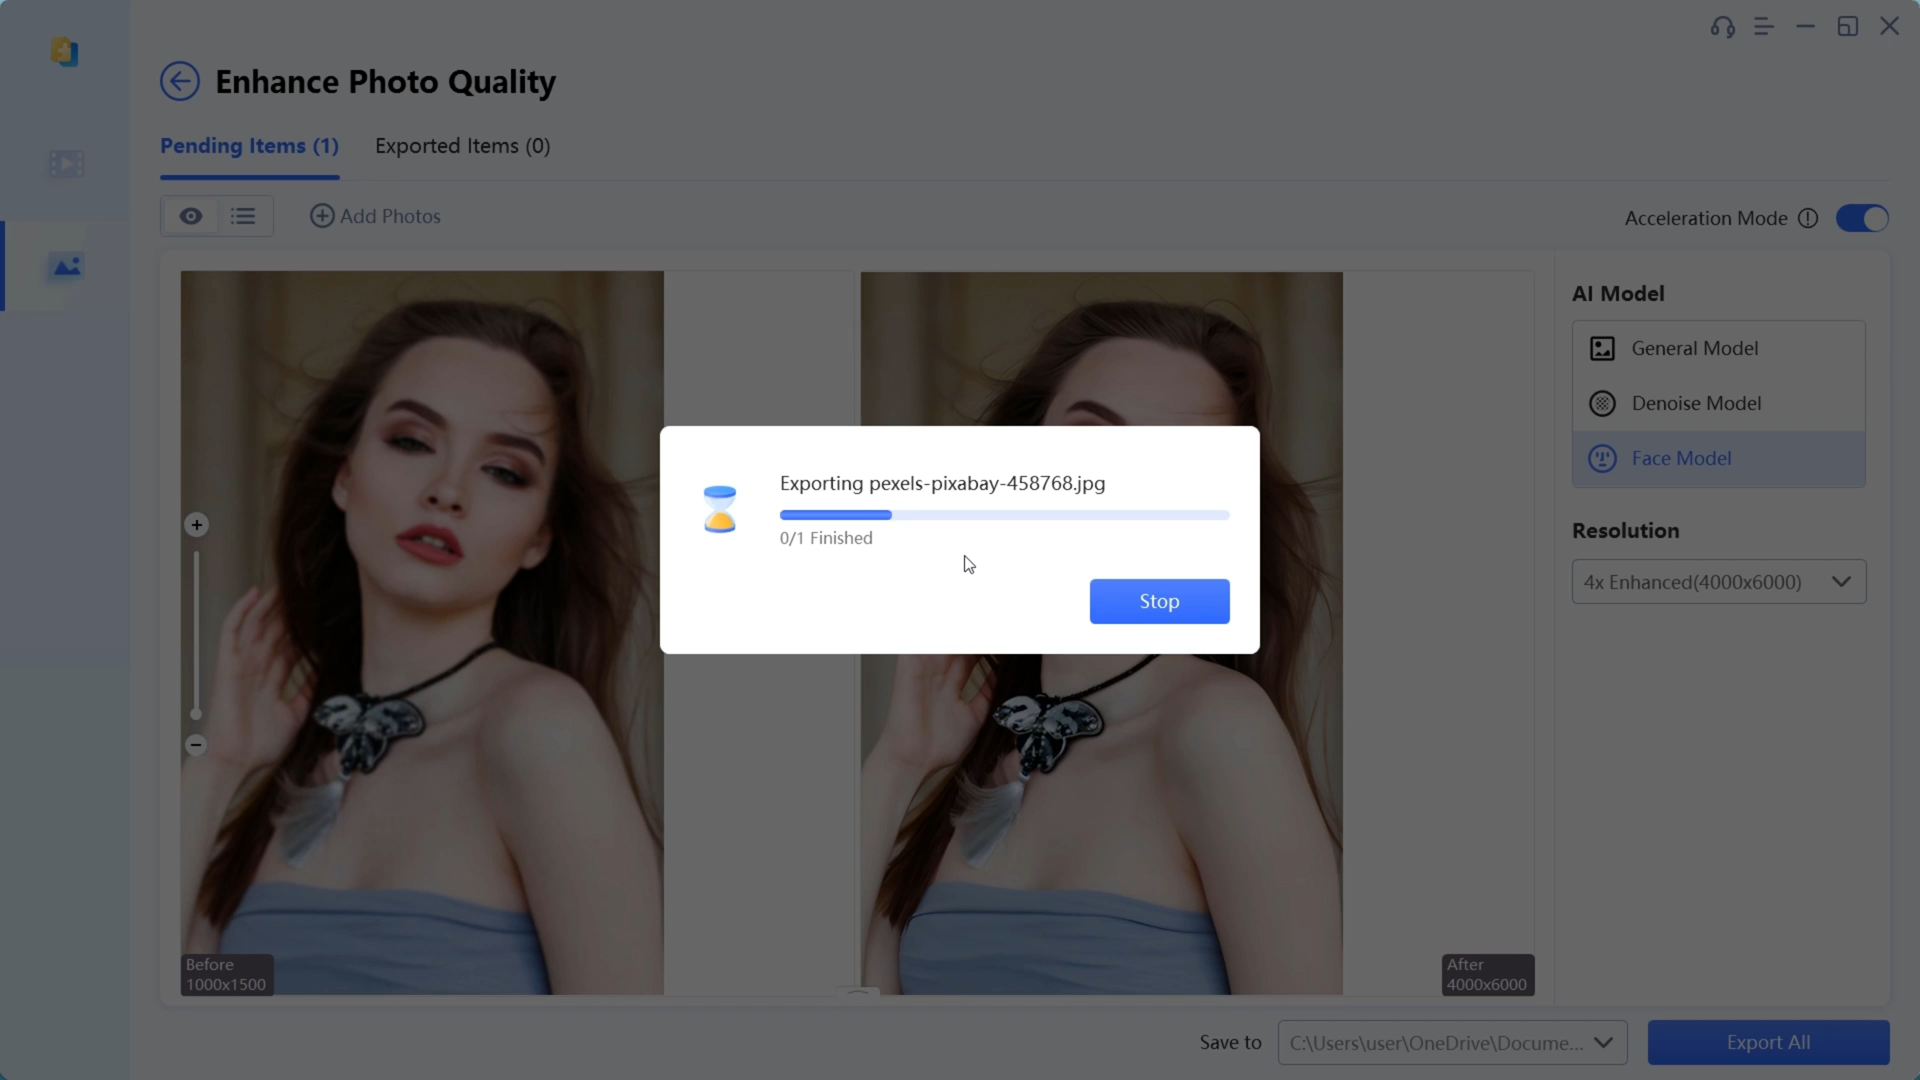 Enhance Photo Quality
Pending Items (1)
Exported Items (0)
Add Photos
Acceleration Mode
AI Model
General Model
Denoise Model
Face Model
Resolution
4x Enhanced(4000x6000)
Exporting pexels-pixabay-458768.jpg
0/1 Finished
Stop
Before
1000x1500
After
4000x6000
Save to
C:\Users\user\OneDrive\Docume...
Export All